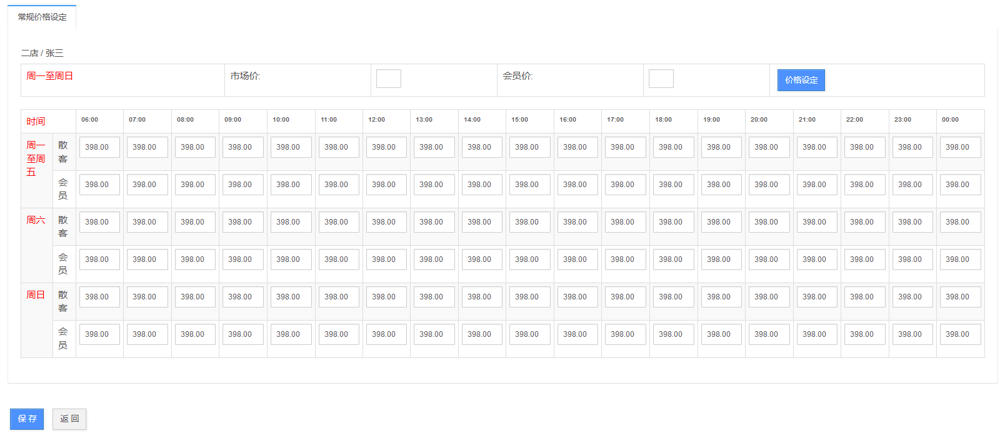 常规价格设定
二店 / 张三
周一至周日 市场价: 会员价: 价格设定
时间 06:00 07:00 08:00 09:00 10:00 11:00 12:00 13:00 14:00 15:00 16:00 17:00 18:00 19:00 20:00 21:00 22:00 23:00 00:00
周一至周五 散客 398.00 398.00 398.00 398.00 398.00 398.00 398.00 398.00 398.00 398.00 398.00 398.00 398.00 398.00 398.00 398.00 398.00 398.00 398.00
会员 398.00 398.00 398.00 398.00 398.00 398.00 398.00 398.00 398.00 398.00 398.00 398.00 398.00 398.00 398.00 398.00 398.00 398.00 398.00
周六 散客 398.00 398.00 398.00 398.00 398.00 398.00 398.00 398.00 398.00 398.00 398.00 398.00 398.00 398.00 398.00 398.00 398.00 398.00 398.00
会员 398.00 398.00 398.00 398.00 398.00 398.00 398.00 398.00 398.00 398.00 398.00 398.00 398.00 398.00 398.00 398.00 398.00 398.00 398.00
周日 散客 398.00 398.00 398.00 398.00 398.00 398.00 398.00 398.00 398.00 398.00 398.00 398.00 398.00 398.00 398.00 398.00 398.00 398.00 398.00
会员 398.00 398.00 398.00 398.00 398.00 398.00 398.00 398.00 398.00 398.00 398.00 398.00 398.00 398.00 398.00 398.00 398.00 398.00 398.00
保 存 返 回